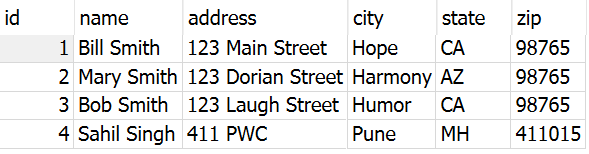 id name address city state zip
1 Bill Smith 123 Main Street Hope CA 98765
2 Mary Smith 123 Dorian Street Harmony AZ 98765
3 Bob Smith 123 Laugh Street Humor CA 98765
4 Sahil Singh 411 PWC Pune MH 411015